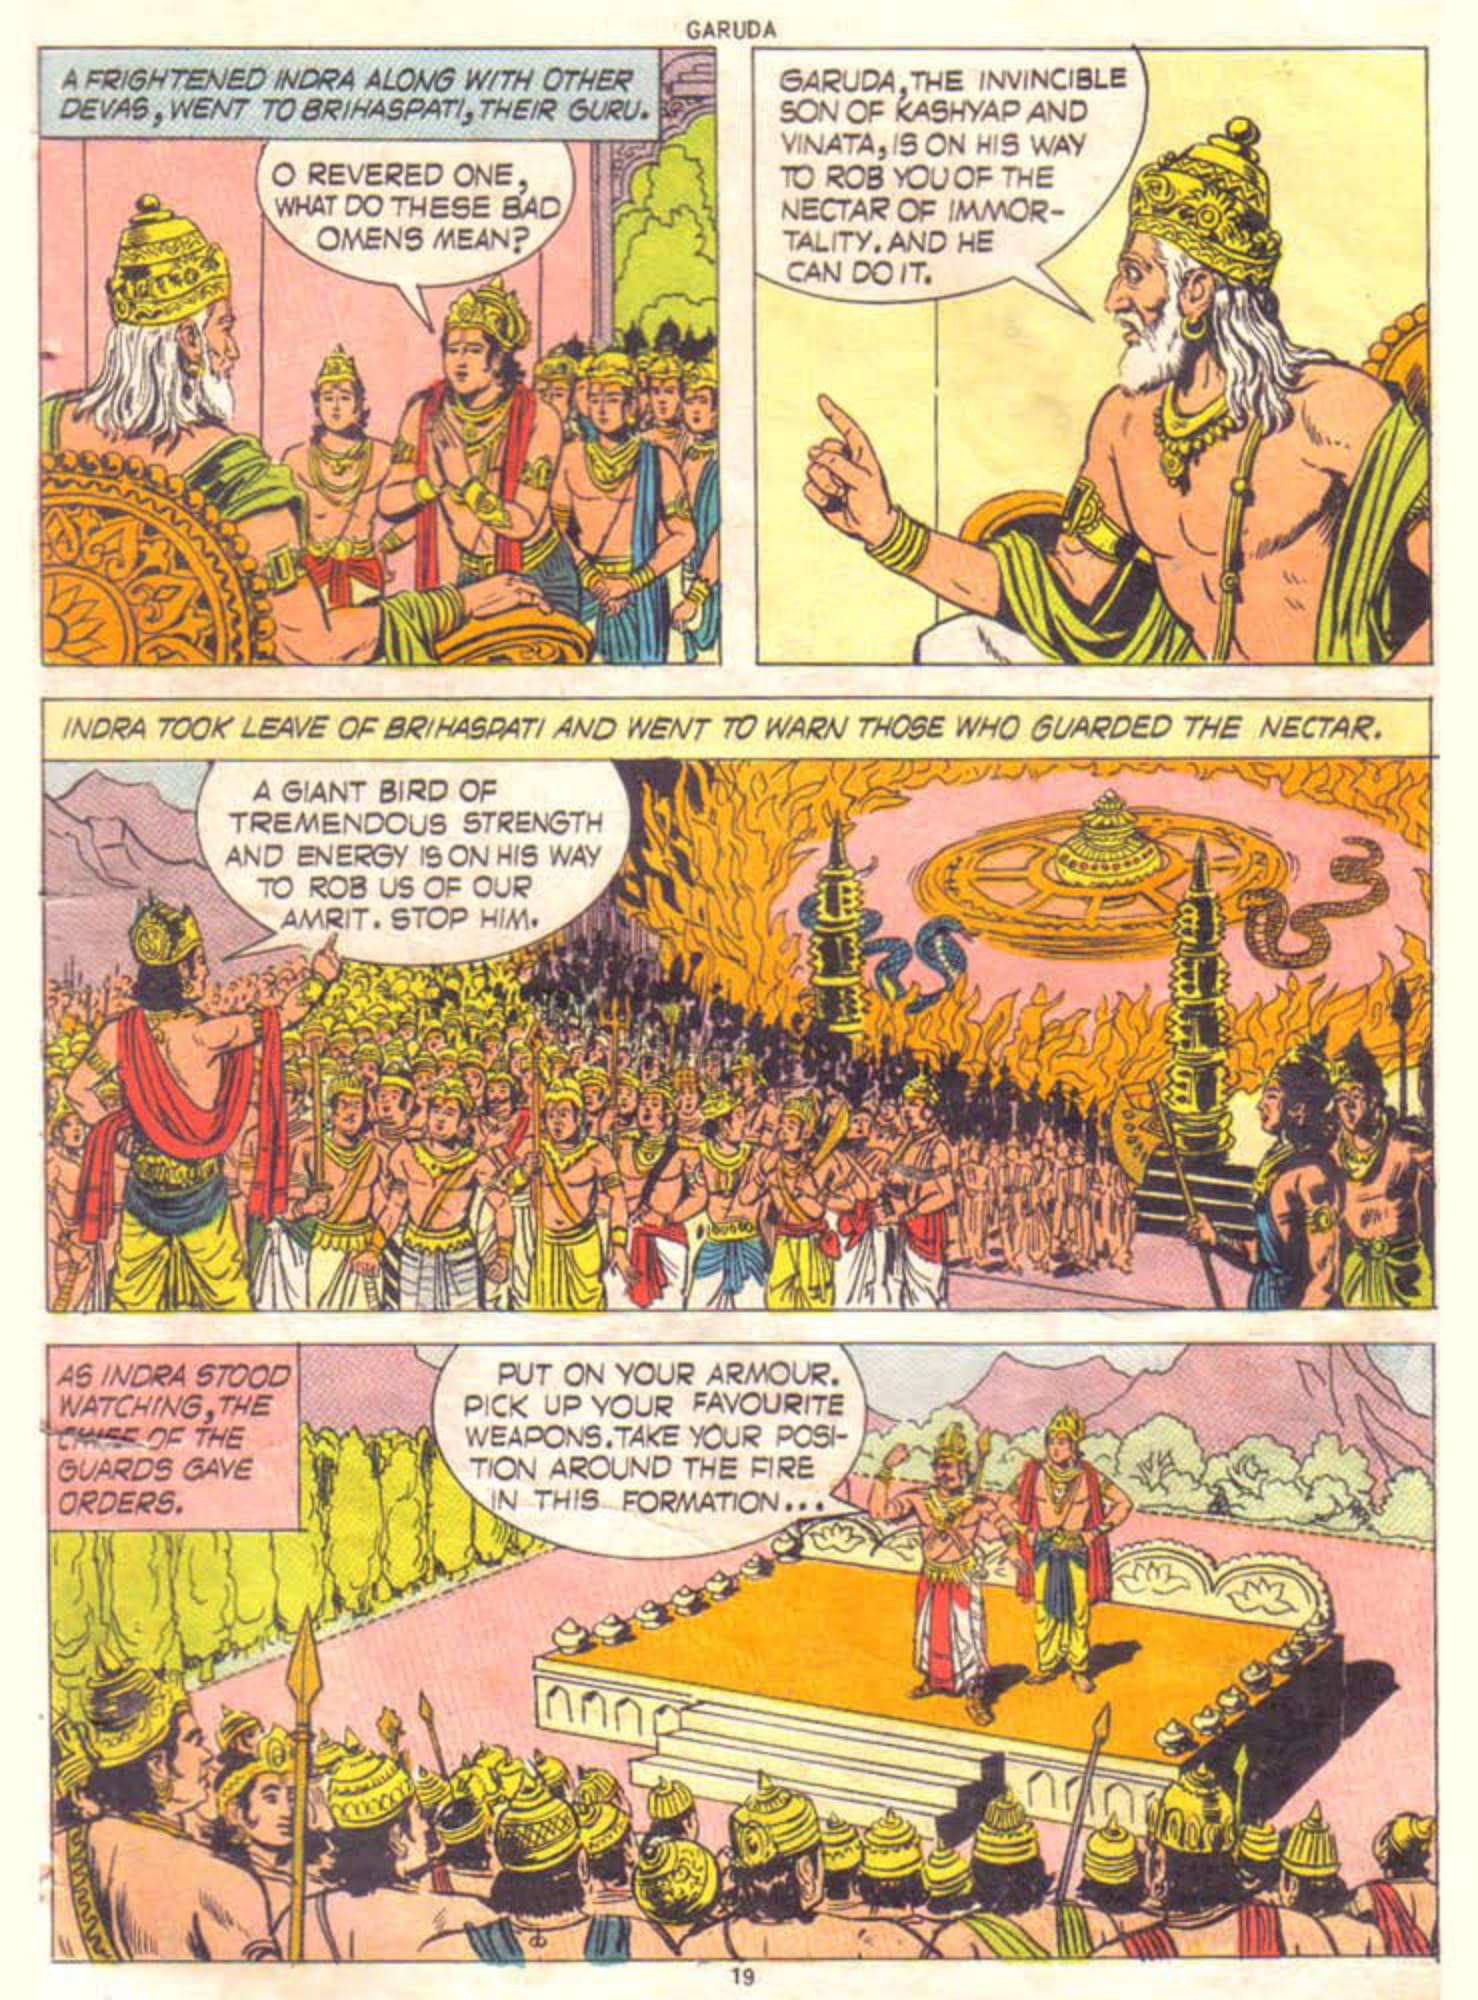 GARUDA
A FRIGHTENED INDRA ALONG WITH OTHER
DEVAS, WENT TO BRIHASPATI, THEIR GURU.
O REVERED ONE,
WHAT DO THESE BAD
OMENS MEAN?
GARUDA, THE INVINCIBLE
SON OF KASHYAP AND
VINATA, IS ON HIS WAY
TO ROB YOU OF THE
NECTAR OF IMMOR-
TALITY. AND HE
CAN DO IT.
INDRA TOOK LEAVE OF BRIHASPATI AND WENT TO WARN THOSE WHO GUARDED THE NECTAR.
A GIANT BIRD OF
TREMENDOUS STRENGTH
AND ENERGY IS ON HIS WAY
TO ROB US OF OUR
AMRIT. STOP HIM.
AS INDRA STOOD
WATCHING, THE
CHIEF OF THE
GUARDS GAVE
ORDERS.
PUT ON YOUR ARMOUR.
PICK UP YOUR FAVOURITE
WEAPONS. TAKE YOUR POSI-
TION AROUND THE FIRE
IN THIS FORMATION...
19